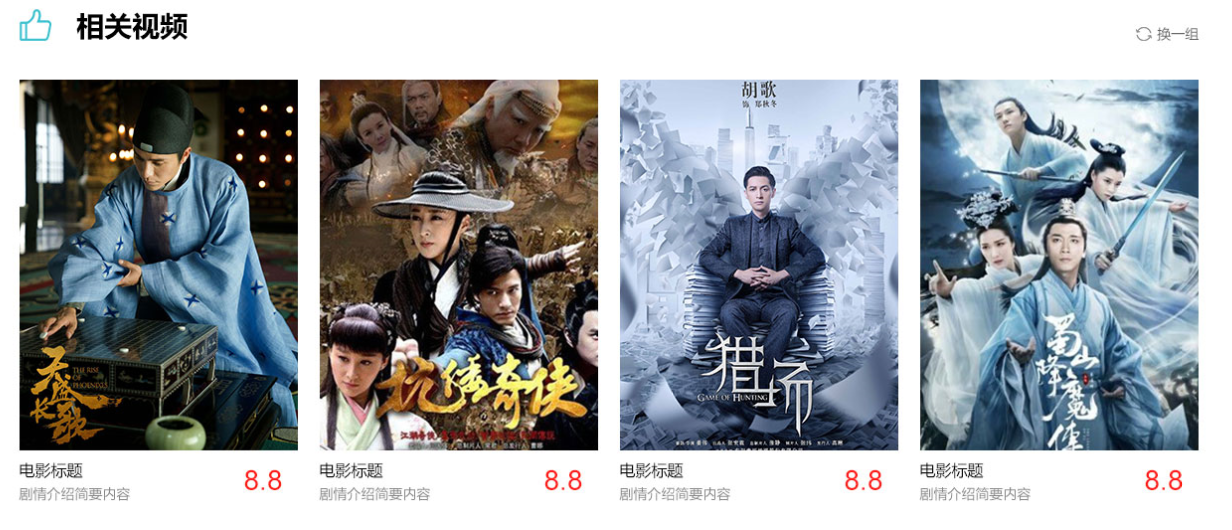 相关视频
换一组
天盛长歌
THE RISE
OF
PHOENIXES
抗倭奇侠
胡歌
饰 郑秋冬
猎场
GAME OF HUNTING
蜀山
降魔
传
电影标题
剧情介绍简要内容
8.8
电影标题
剧情介绍简要内容
8.8
电影标题
剧情介绍简要内容
8.8
电影标题
剧情介绍简要内容
8.8